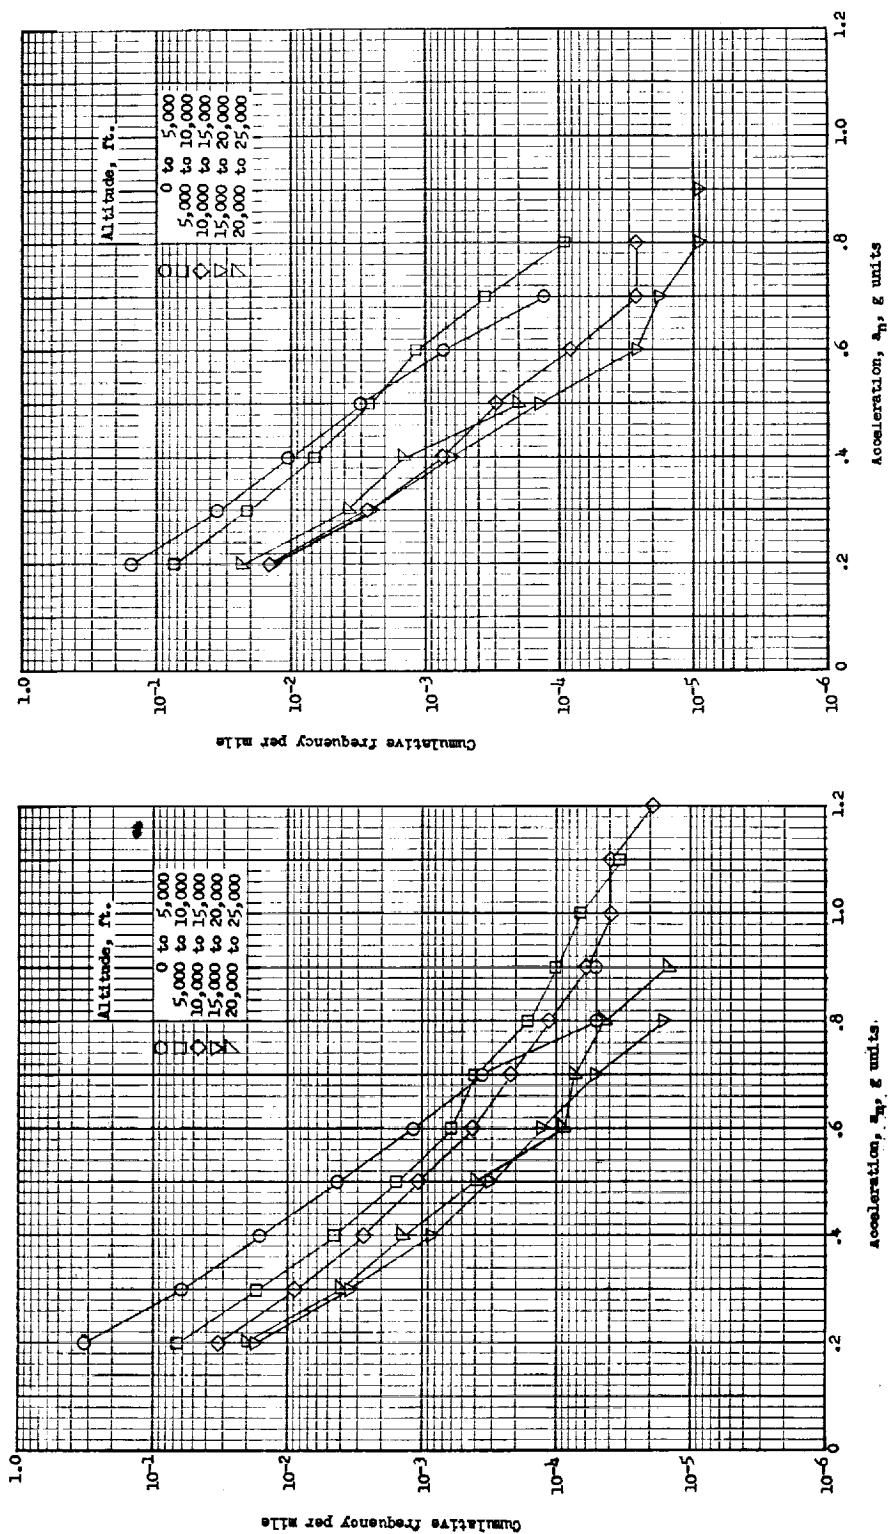 1.0
10-1
10-2
10-3
10-4
10-5
10-6
Cumulative frequency per mile
Altitude, ft.
0 to 5,000
5,000 to 10,000
10,000 to 15,000
15,000 to 20,000
20,000 to 25,000
0 .2 .4 .6 .8 1.0 1.2
Acceleration, an, g units.
1.0
10-1
10-2
10-3
10-4
10-5
10-6
Cumulative frequency per mile
Altitude, ft.
0 to 5,000
5,000 to 10,000
10,000 to 15,000
15,000 to 20,000
20,000 to 25,000
0 .2 .4 .6 .8 1.0 1.2
Acceleration, an, g units